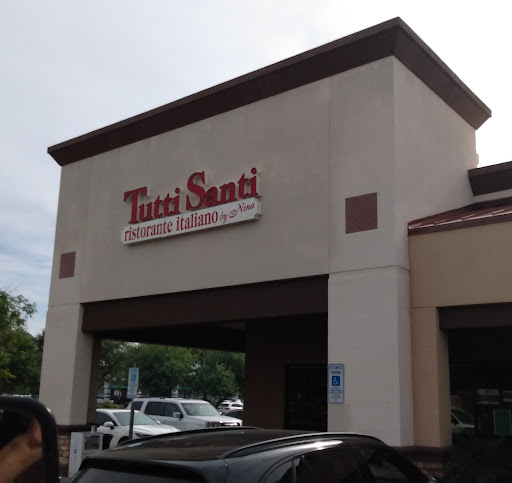 Tutti Santi
ristorante italiano by Nina